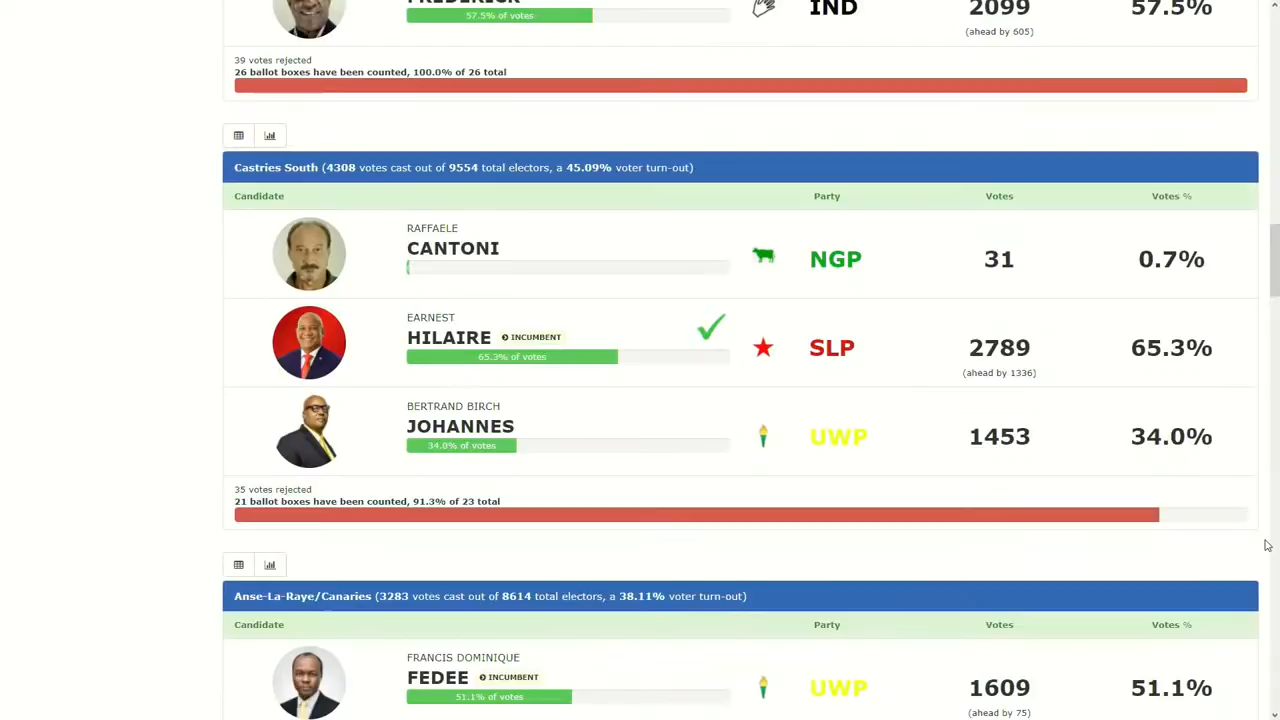 FREDERICK
57.5% of votes
IND
2099
57.5%
(ahead by 605)
39 votes rejected
26 ballot boxes have been counted, 100.0% of 26 total
Castries South (4308 votes cast out of 9554 total electors, a 45.09% voter turn-out)
Candidate Party Votes Votes %
RAFFAELE
CANTONI
NGP
31
0.7%
EARNEST
HILAIRE INCUMBENT
65.3% of votes
SLP
2789
65.3%
(ahead by 1336)
BERTRAND BIRCH
JOHANNES
34.0% of votes
UWP
1453
34.0%
35 votes rejected
21 ballot boxes have been counted, 91.3% of 23 total
Anse-La-Raye/Canaries (3283 votes cast out of 8614 total electors, a 38.11% voter turn-out)
Candidate Party Votes Votes %
FRANCIS DOMINIQUE
FEDEE INCUMBENT
51.1% of votes
UWP
1609
51.1%
(ahead by 75)